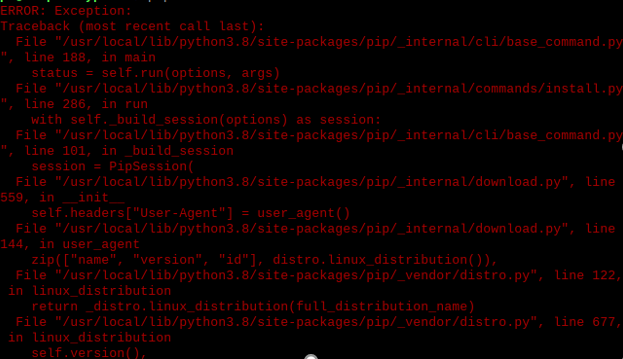 ERROR: Exception:
Traceback (most recent call last):
  File "/usr/local/lib/python3.8/site-packages/pip/_internal/cli/base_command.py
", line 188, in main
    status = self.run(options, args)
  File "/usr/local/lib/python3.8/site-packages/pip/_internal/commands/install.py
", line 286, in run
    with self._build_session(options) as session:
  File "/usr/local/lib/python3.8/site-packages/pip/_internal/cli/base_command.py
", line 101, in _build_session
    session = PipSession(
  File "/usr/local/lib/python3.8/site-packages/pip/_internal/download.py", line
559, in __init__
    self.headers["User-Agent"] = user_agent()
  File "/usr/local/lib/python3.8/site-packages/pip/_internal/download.py", line
144, in user_agent
    zip(["name", "version", "id"], distro.linux_distribution()),
  File "/usr/local/lib/python3.8/site-packages/pip/_vendor/distro.py", line 122,
 in linux_distribution
    return _distro.linux_distribution(full_distribution_name)
  File "/usr/local/lib/python3.8/site-packages/pip/_vendor/distro.py", line 677,
 in linux_distribution
    self.version(),